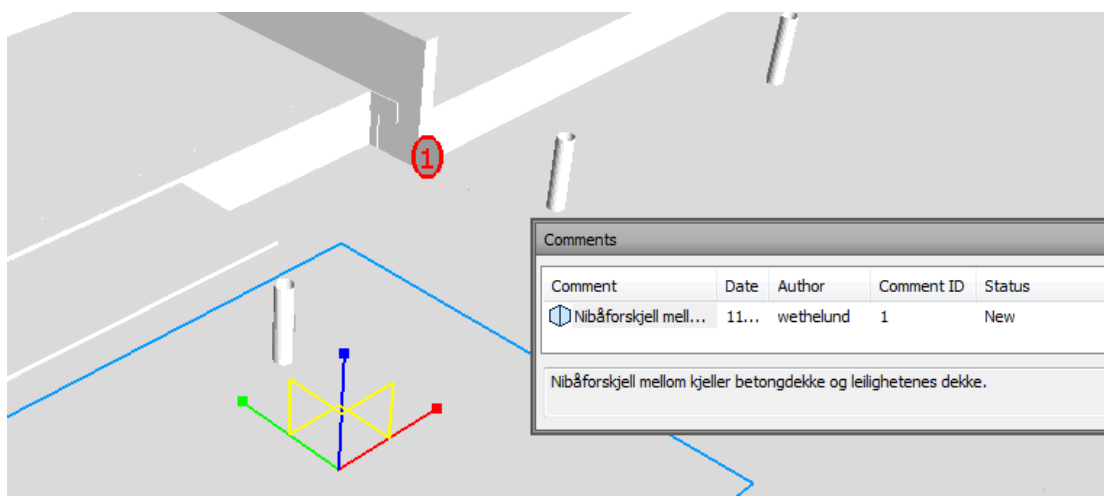 1
Comments
Comment Date Author Comment ID Status
Nibåforskjell mell... 11... wethelund 1 New
Nibåforskjell mellom kjeller betongdekke og leilighetenes dekke.